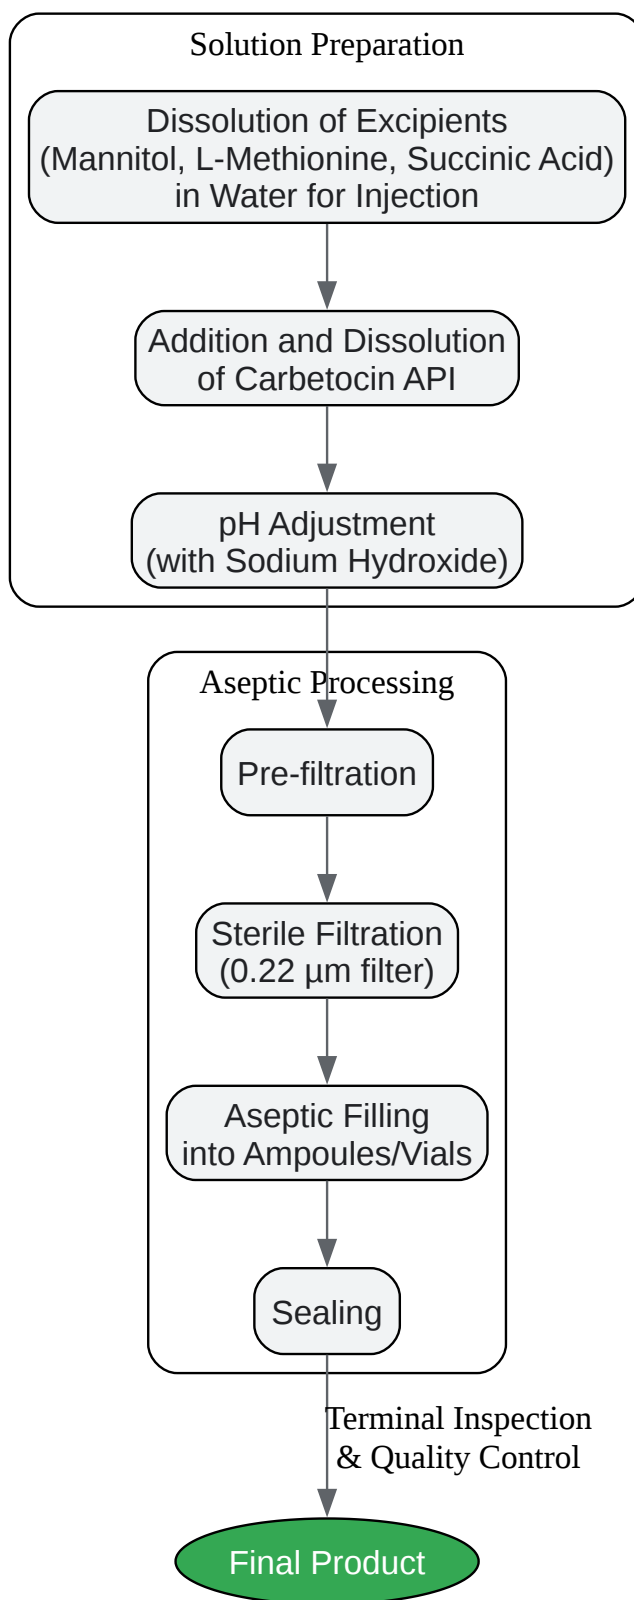 Solution Preparation
Dissolution of Excipients
(Mannitol, L-Methionine, Succinic Acid)
in Water for Injection
Addition and Dissolution
of Carbetocin API
pH Adjustment
(with Sodium Hydroxide)
Aseptic Processing
Pre-filtration
Sterile Filtration
(0.22 µm filter)
Aseptic Filling
into Ampoules/Vials
Sealing
Terminal Inspection
& Quality Control
Final Product